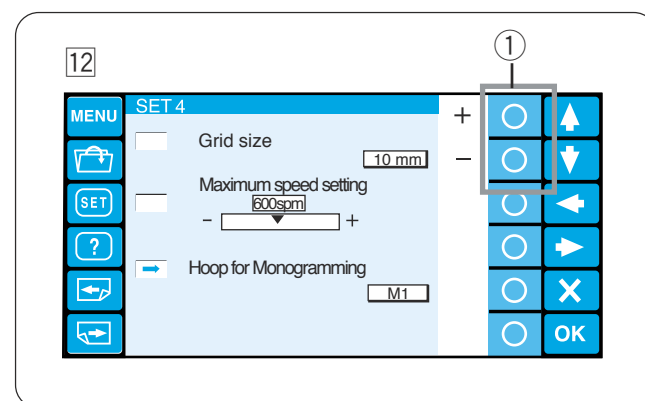 12
1
MENU
SET 4
+
Grid size
10 mm
−
Maximum speed setting
600spm
SET
- +
?
Hoop for Monogramming
M1
X
OK